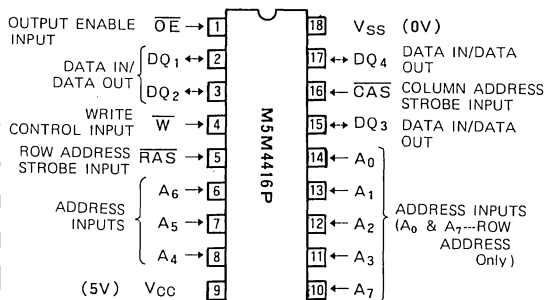 OUTPUT ENABLE INPUT O̅E̅ → 1
DATA IN/ DATA OUT DQ₁ ↔ 2
DQ₂ ↔ 3
WRITE CONTROL INPUT W̅ → 4
ROW ADDRESS STROBE INPUT R̅A̅S̅ → 5
ADDRESS INPUTS A₆ → 6
A₅ → 7
A₄ → 8
(5V) VCC 9
M5M4416P
18 VSS (0V)
17 ↔ DQ₄ DATA IN/DATA OUT
16 ← C̅A̅S̅ COLUMN ADDRESS STROBE INPUT
15 ↔ DQ₃ DATA IN/DATA OUT
14 ← A₀
13 ← A₁
12 ← A₂
11 ← A₃
10 ← A₇
ADDRESS INPUTS
(A₀ & A₇---ROW
ADDRESS
Only)